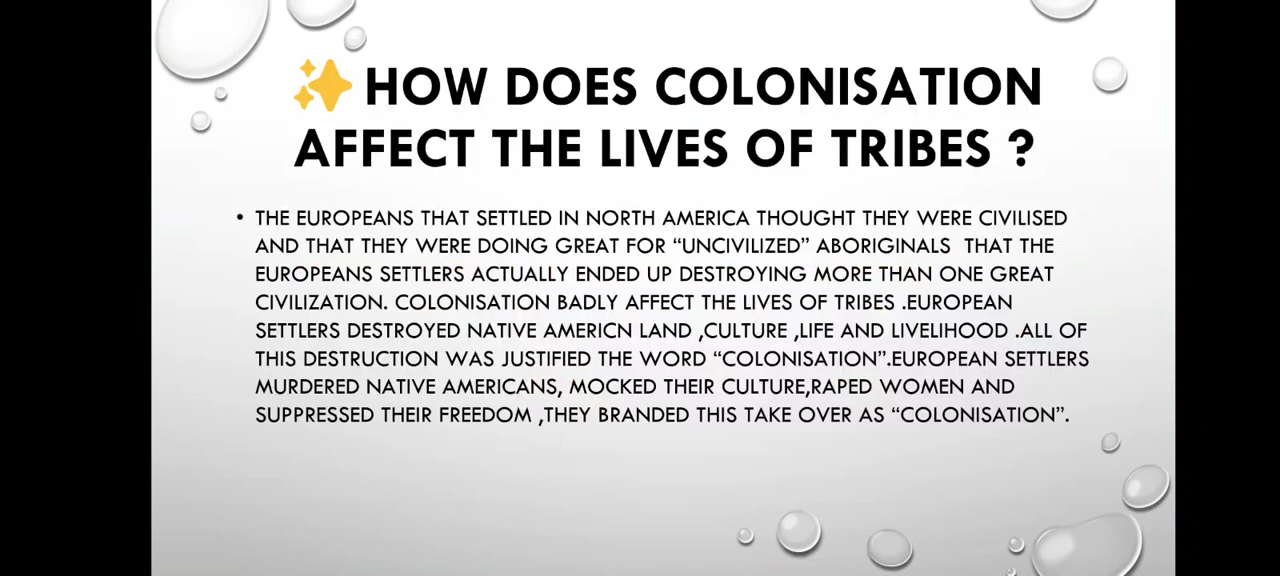 ✨ HOW DOES COLONISATION
AFFECT THE LIVES OF TRIBES ?
• THE EUROPEANS THAT SETTLED IN NORTH AMERICA THOUGHT THEY WERE CIVILISED
AND THAT THEY WERE DOING GREAT FOR “UNCIVILIZED” ABORIGINALS  THAT THE
EUROPEANS SETTLERS ACTUALLY ENDED UP DESTROYING MORE THAN ONE GREAT
CIVILIZATION. COLONISATION BADLY AFFECT THE LIVES OF TRIBES .EUROPEAN
SETTLERS DESTROYED NATIVE AMERICN LAND ,CULTURE ,LIFE AND LIVELIHOOD .ALL OF
THIS DESTRUCTION WAS JUSTIFIED THE WORD “COLONISATION”.EUROPEAN SETTLERS
MURDERED NATIVE AMERICANS, MOCKED THEIR CULTURE,RAPED WOMEN AND
SUPPRESSED THEIR FREEDOM ,THEY BRANDED THIS TAKE OVER AS “COLONISATION”.